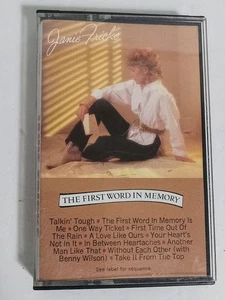 Janie Fricke
THE FIRST WORD IN MEMORY
Talkin' Tough • The First Word In Memory Is
Me • One Way Ticket • First Time Out Of
The Rain • A Love Like Ours • Your Heart's
Not In It • In Between Heartaches • Another
Man Like That • Without Each Other (with
Benny Wilson) • Take It From The Top
See label for sequence.